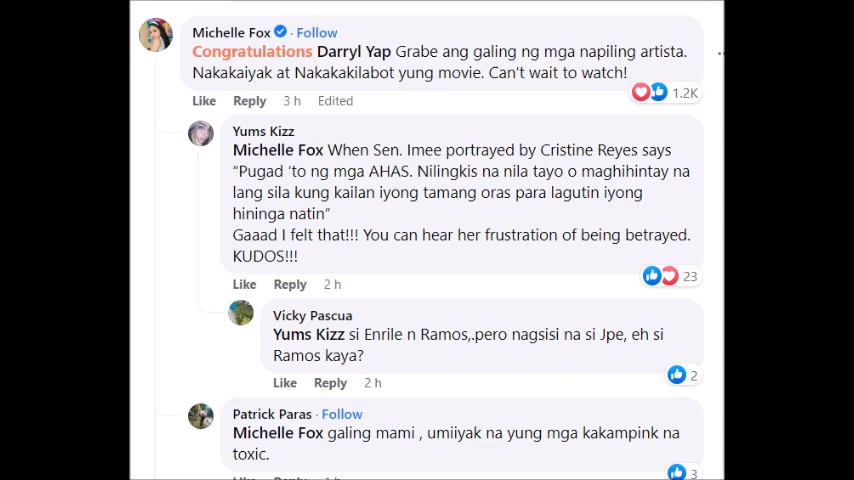 Michelle Fox · Follow
Congratulations Darryl Yap Grabe ang galing ng mga napiling artista.
Nakakaiyak at Nakakakilabot yung movie. Can't wait to watch!
1.2K
Like Reply 3 h Edited
Yums Kizz
Michelle Fox When Sen. Imee portrayed by Cristine Reyes says
"Pugad 'to ng mga AHAS. Nilingkis na nila tayo o maghihintay na
lang sila kung kailan iyong tamang oras para lagutin iyong
hininga natin"
Gaaad I felt that!!! You can hear her frustration of being betrayed.
KUDOS!!!
23
Like Reply 2 h
Vicky Pascua
Yums Kizz si Enrile n Ramos,.pero nagsisi na si Jpe, eh si
Ramos kaya?
2
Like Reply 2 h
Patrick Paras · Follow
Michelle Fox galing mami , umiiyak na yung mga kakampink na
toxic.
3